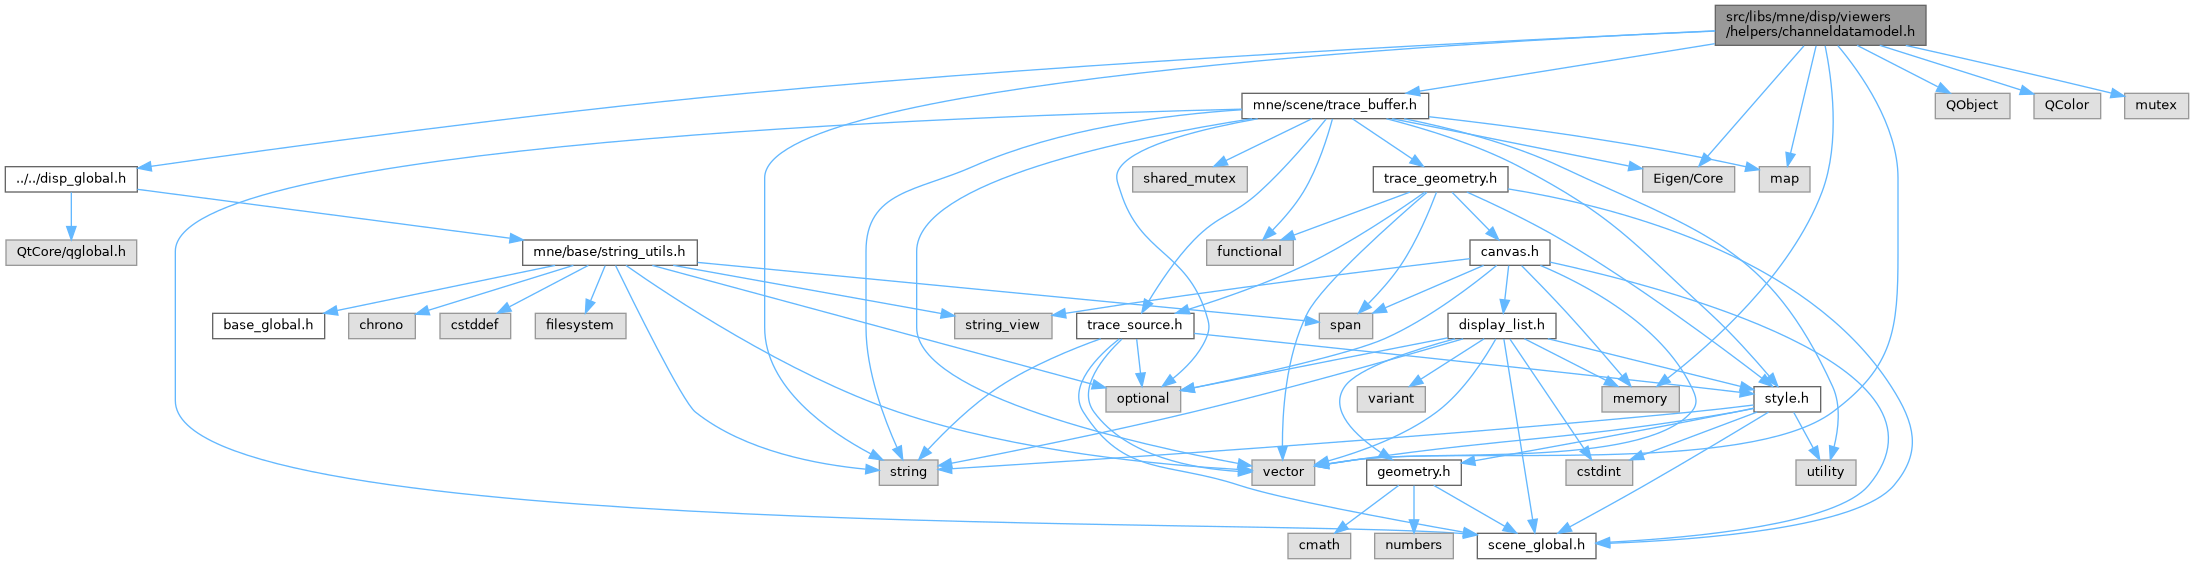 src/libs/mne/disp/viewers
/helpers/channeldatamodel.h
mne/scene/trace_buffer.h
QObject
QColor
mutex
../../disp_global.h
shared_mutex
trace_geometry.h
Eigen/Core
map
QtCore/qglobal.h
mne/base/string_utils.h
functional
canvas.h
base_global.h
chrono
cstddef
filesystem
string_view
trace_source.h
span
display_list.h
optional
variant
memory
style.h
string
vector
geometry.h
cstdint
utility
cmath
numbers
scene_global.h